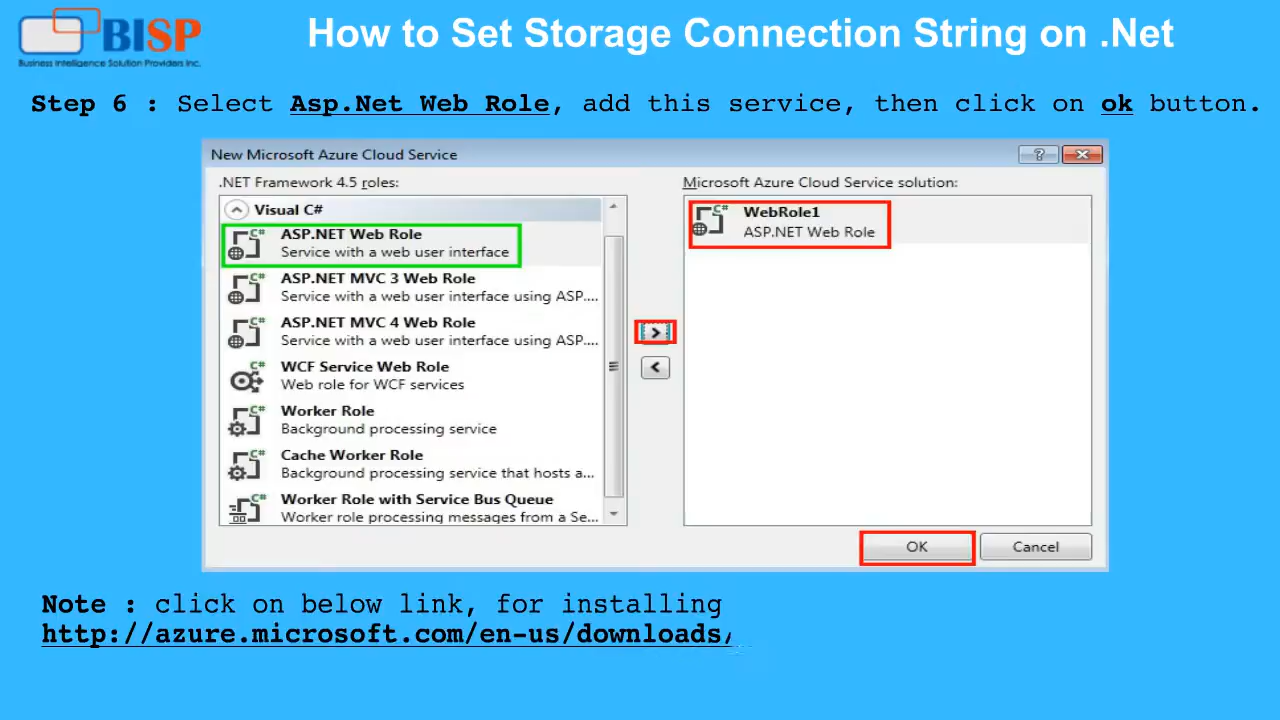 BISP
Business Intelligence Solution Providers Inc.
How to Set Storage Connection String on .Net
Step 6 : Select Asp.Net Web Role, add this service, then click on ok button.
New Microsoft Azure Cloud Service
?
.NET Framework 4.5 roles:
Visual C#
C#
ASP.NET Web Role
Service with a web user interface
C#
ASP.NET MVC 3 Web Role
Service with a web user interface using ASP....
C#
ASP.NET MVC 4 Web Role
Service with a web user interface using ASP....
C#
WCF Service Web Role
Web role for WCF services
C#
Worker Role
Background processing service
C#
Cache Worker Role
Background processing service that hosts a...
C#
Worker Role with Service Bus Queue
Worker role processing messages from a Se...
>
<
Microsoft Azure Cloud Service solution:
C#
WebRole1
ASP.NET Web Role
OK
Cancel
Note : click on below link, for installing
http://azure.microsoft.com/en-us/downloads/